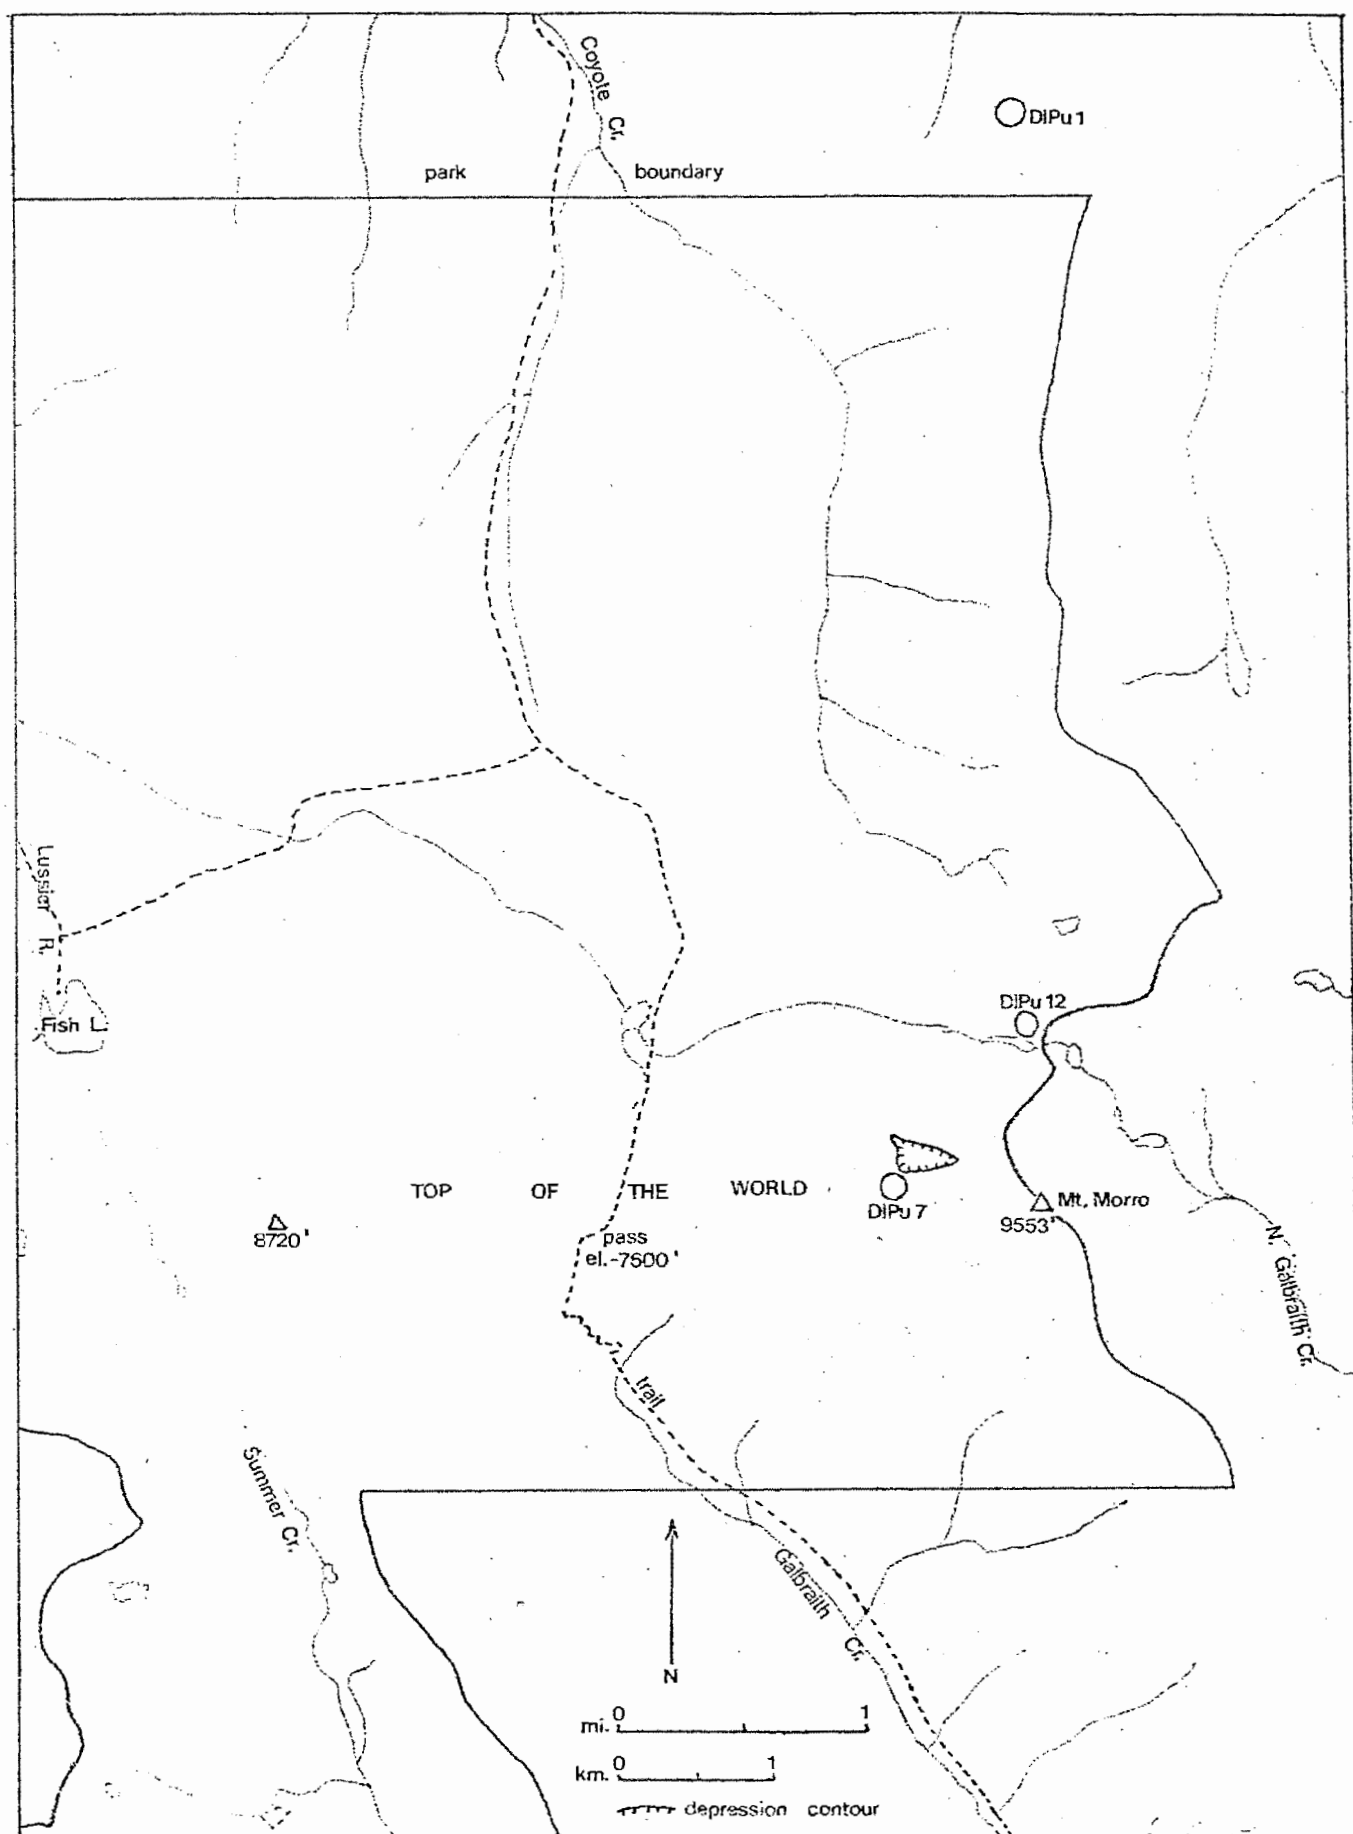 Coyote Cr.
DlPu 1
park boundary
Lussier R.
Fish L.
DlPu 12
TOP OF THE WORLD
DlPu 7
Mt. Morro
9553'
8720'
pass
el.-7600'
N. Galbraith Cr.
trail
Summer Cr.
Galbraith Cr.
N
mi. 0 1
km. 0 1
depression contour